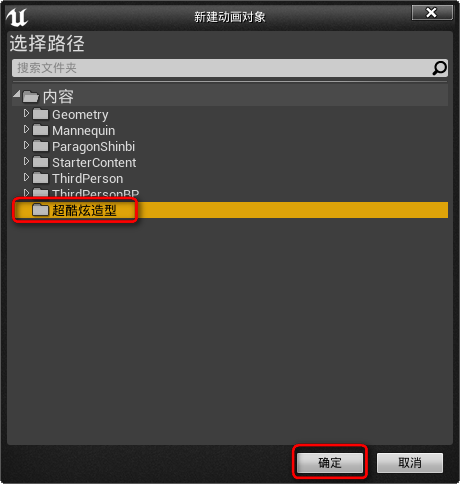 新建动画对象
选择路径
搜索文件夹
内容
Geometry
Mannequin
ParagonShinbi
StarterContent
ThirdPerson
ThirdPersonBP
超酷炫造型
确定 取消